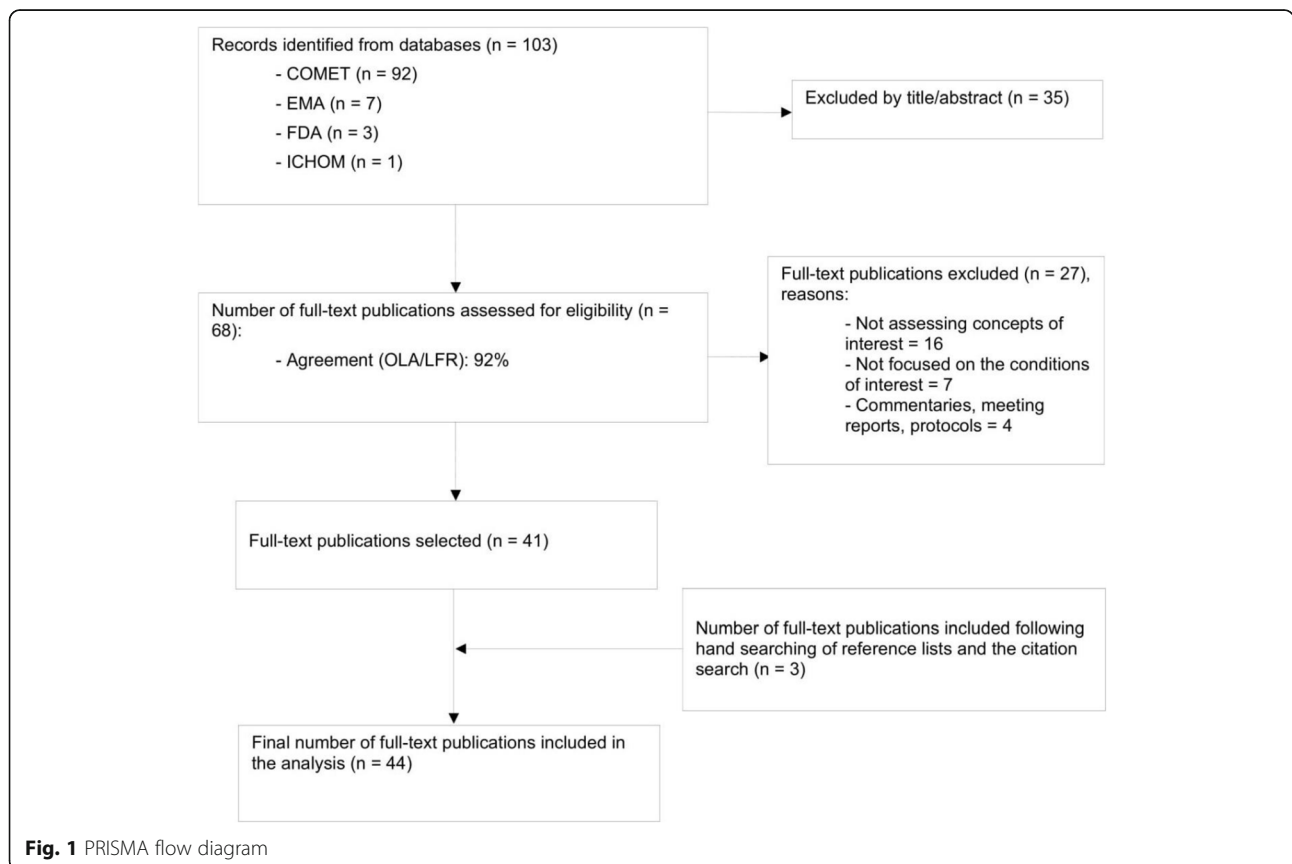 Records identified from databases (n = 103)
- COMET (n = 92)
- EMA (n = 7)
- FDA (n = 3)
- ICHOM (n = 1)
Excluded by title/abstract (n = 35)
Number of full-text publications assessed for eligibility (n =
68):
- Agreement (OLA/LFR): 92%
Full-text publications excluded (n = 27),
reasons:
- Not assessing concepts of
interest = 16
- Not focused on the conditions
of interest = 7
- Commentaries, meeting
reports, protocols = 4
Full-text publications selected (n = 41)
Number of full-text publications included following
hand searching of reference lists and the citation
search (n = 3)
Final number of full-text publications included in
the analysis (n = 44)
Fig. 1 PRISMA flow diagram